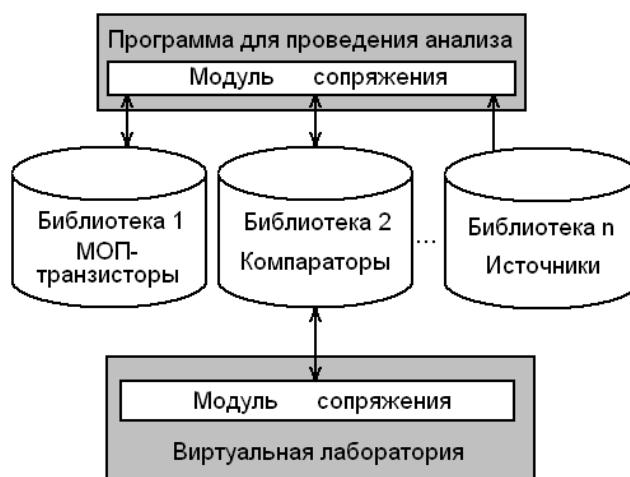 Программа для проведения анализа
Модуль сопряжения
Библиотека 1
МОП-
транзисторы
Библиотека 2
Компараторы
...
Библиотека n
Источники
Модуль сопряжения
Виртуальная лаборатория